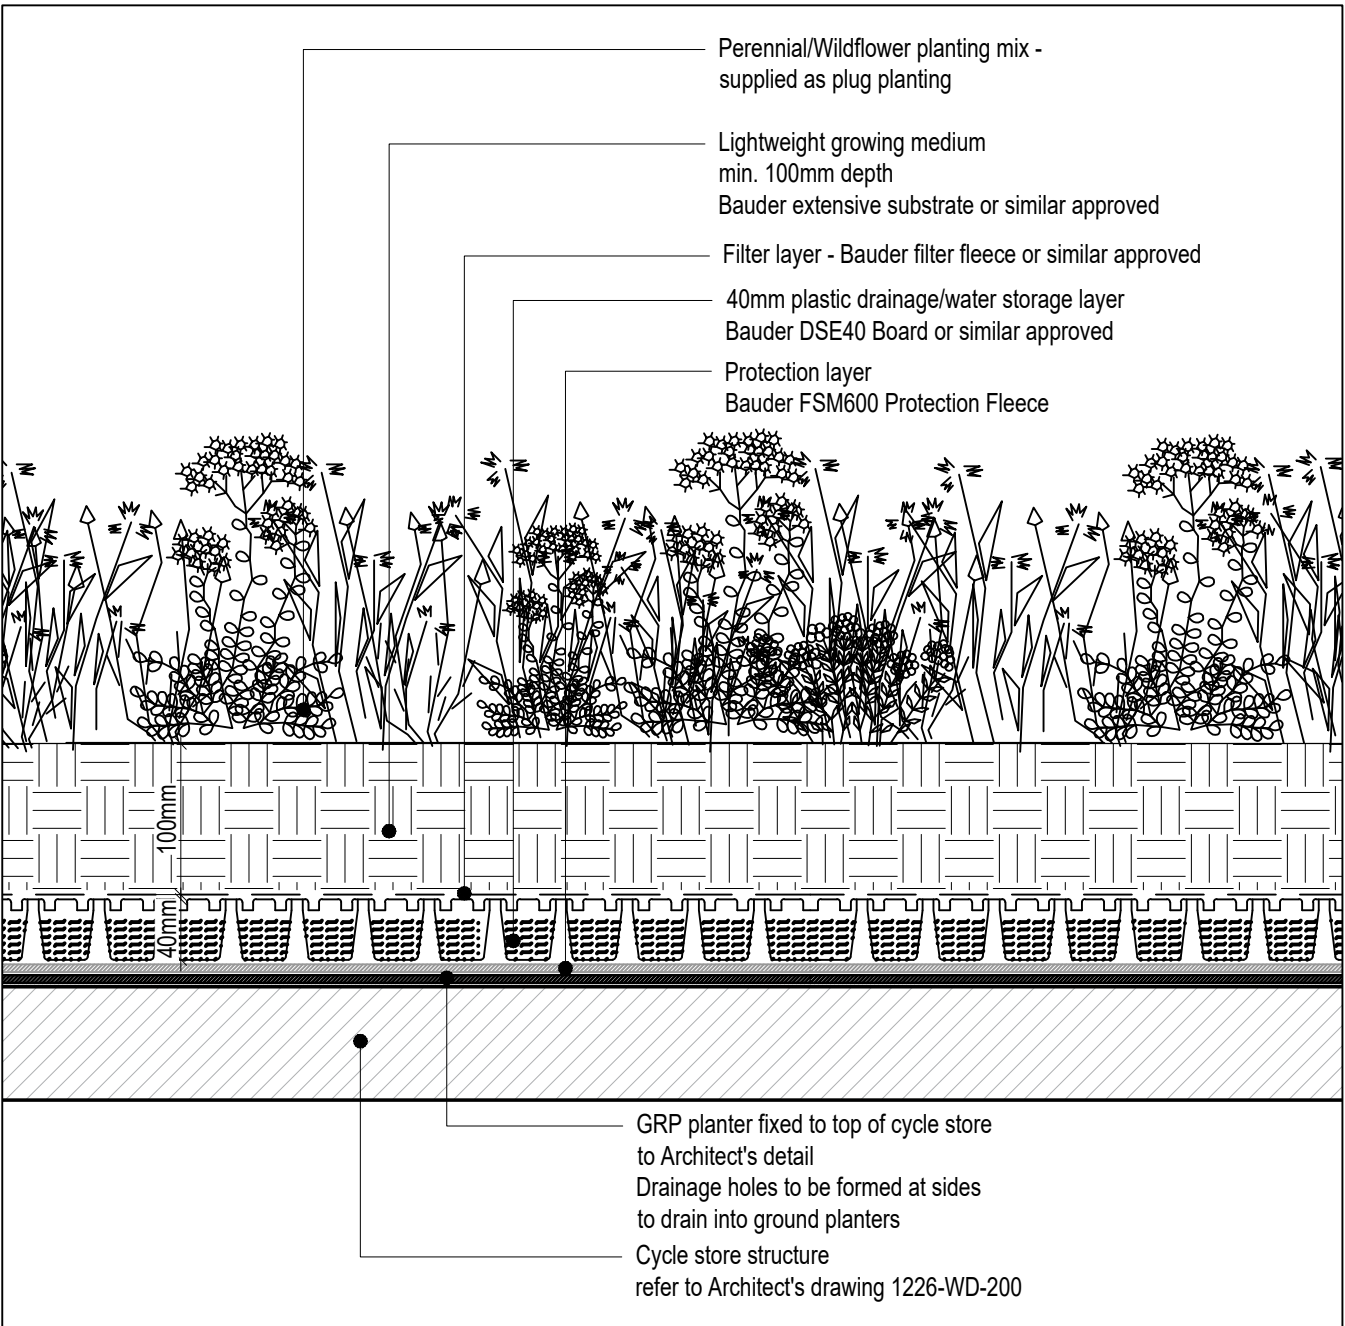 Perennial/Wildflower planting mix -
supplied as plug planting
Lightweight growing medium
min. 100mm depth
Bauder extensive substrate or similar approved
Filter layer - Bauder filter fleece or similar approved
40mm plastic drainage/water storage layer
Bauder DSE40 Board or similar approved
Protection layer
Bauder FSM600 Protection Fleece
100mm
40mm
GRP planter fixed to top of cycle store
to Architect's detail
Drainage holes to be formed at sides
to drain into ground planters
Cycle store structure
refer to Architect's drawing 1226-WD-200